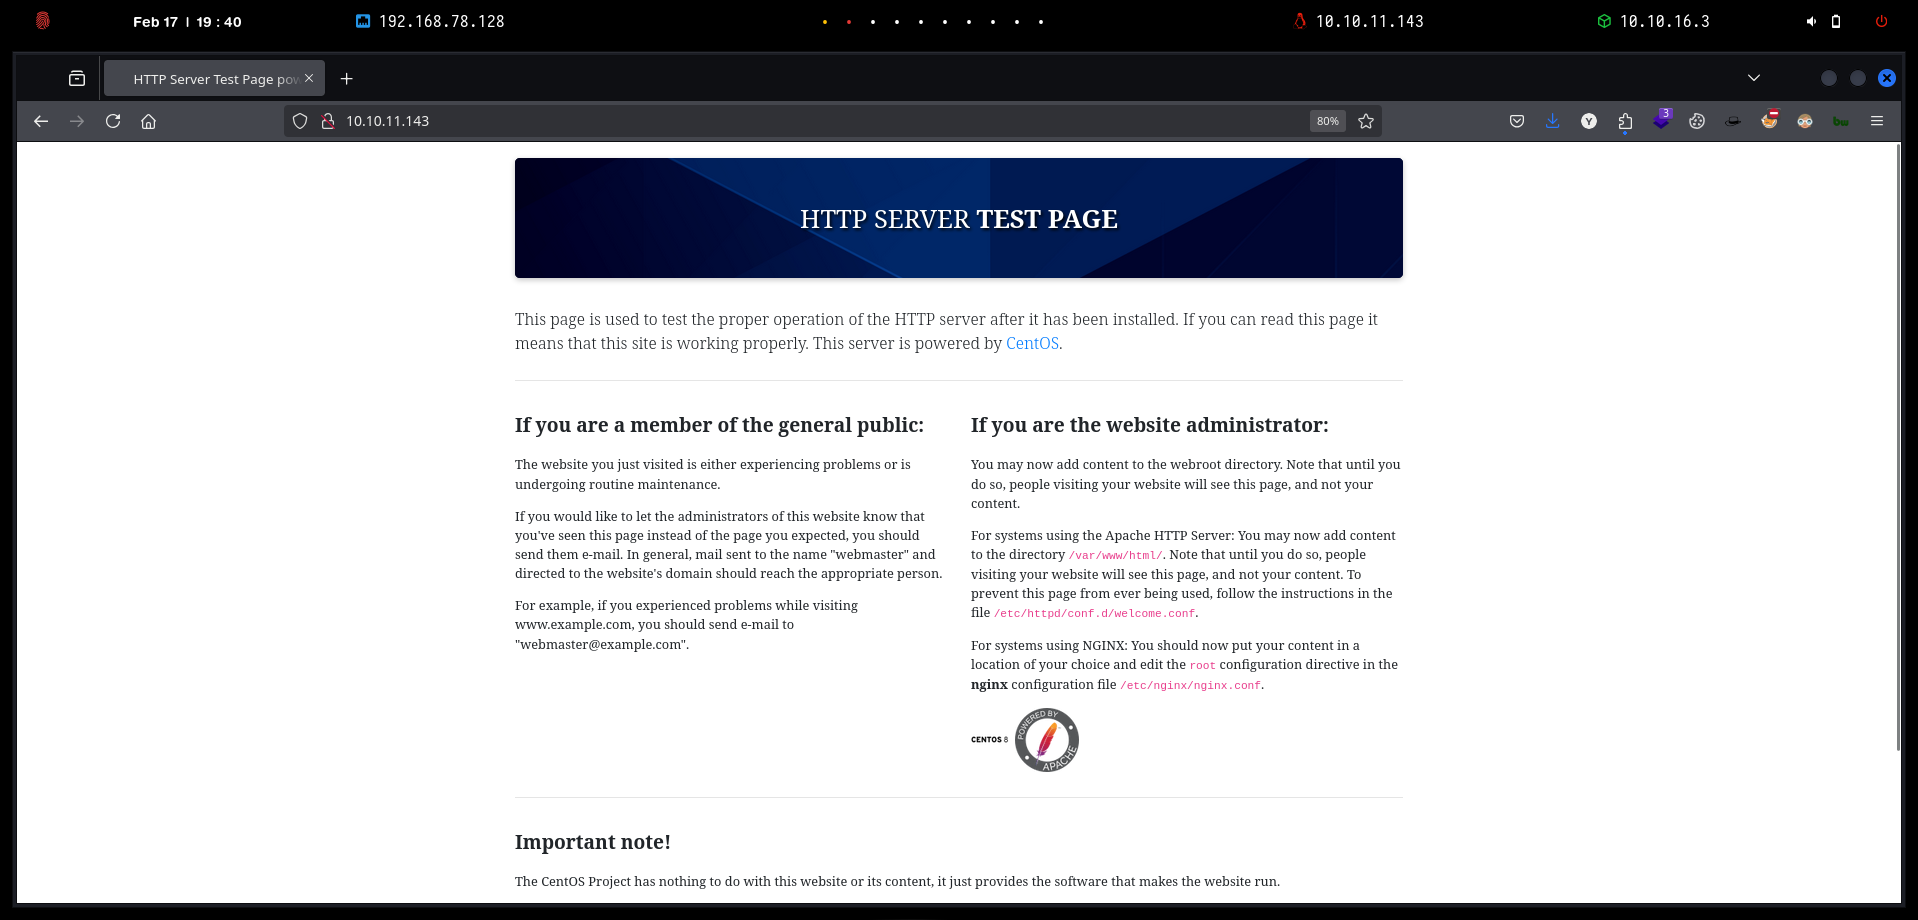 Feb 17 | 19 : 40
192.168.78.128
10.10.11.143
10.10.16.3
HTTP Server Test Page pow
10.10.11.143
80%
Y
3
HTTP SERVER TEST PAGE
This page is used to test the proper operation of the HTTP server after it has been installed. If you can read this page it
means that this site is working properly. This server is powered by CentOS.
If you are a member of the general public:
The website you just visited is either experiencing problems or is
undergoing routine maintenance.
If you would like to let the administrators of this website know that
you've seen this page instead of the page you expected, you should
send them e-mail. In general, mail sent to the name "webmaster" and
directed to the website's domain should reach the appropriate person.
For example, if you experienced problems while visiting
www.example.com, you should send e-mail to
"webmaster@example.com".
If you are the website administrator:
You may now add content to the webroot directory. Note that until you
do so, people visiting your website will see this page, and not your
content.
For systems using the Apache HTTP Server: You may now add content
to the directory /var/www/html/. Note that until you do so, people
visiting your website will see this page, and not your content. To
prevent this page from ever being used, follow the instructions in the
file /etc/httpd/conf.d/welcome.conf.
For systems using NGINX: You should now put your content in a
location of your choice and edit the root configuration directive in the
nginx configuration file /etc/nginx/nginx.conf.
CENTOS 8
POWERED BY
APACHE
Important note!
The CentOS Project has nothing to do with this website or its content, it just provides the software that makes the website run.